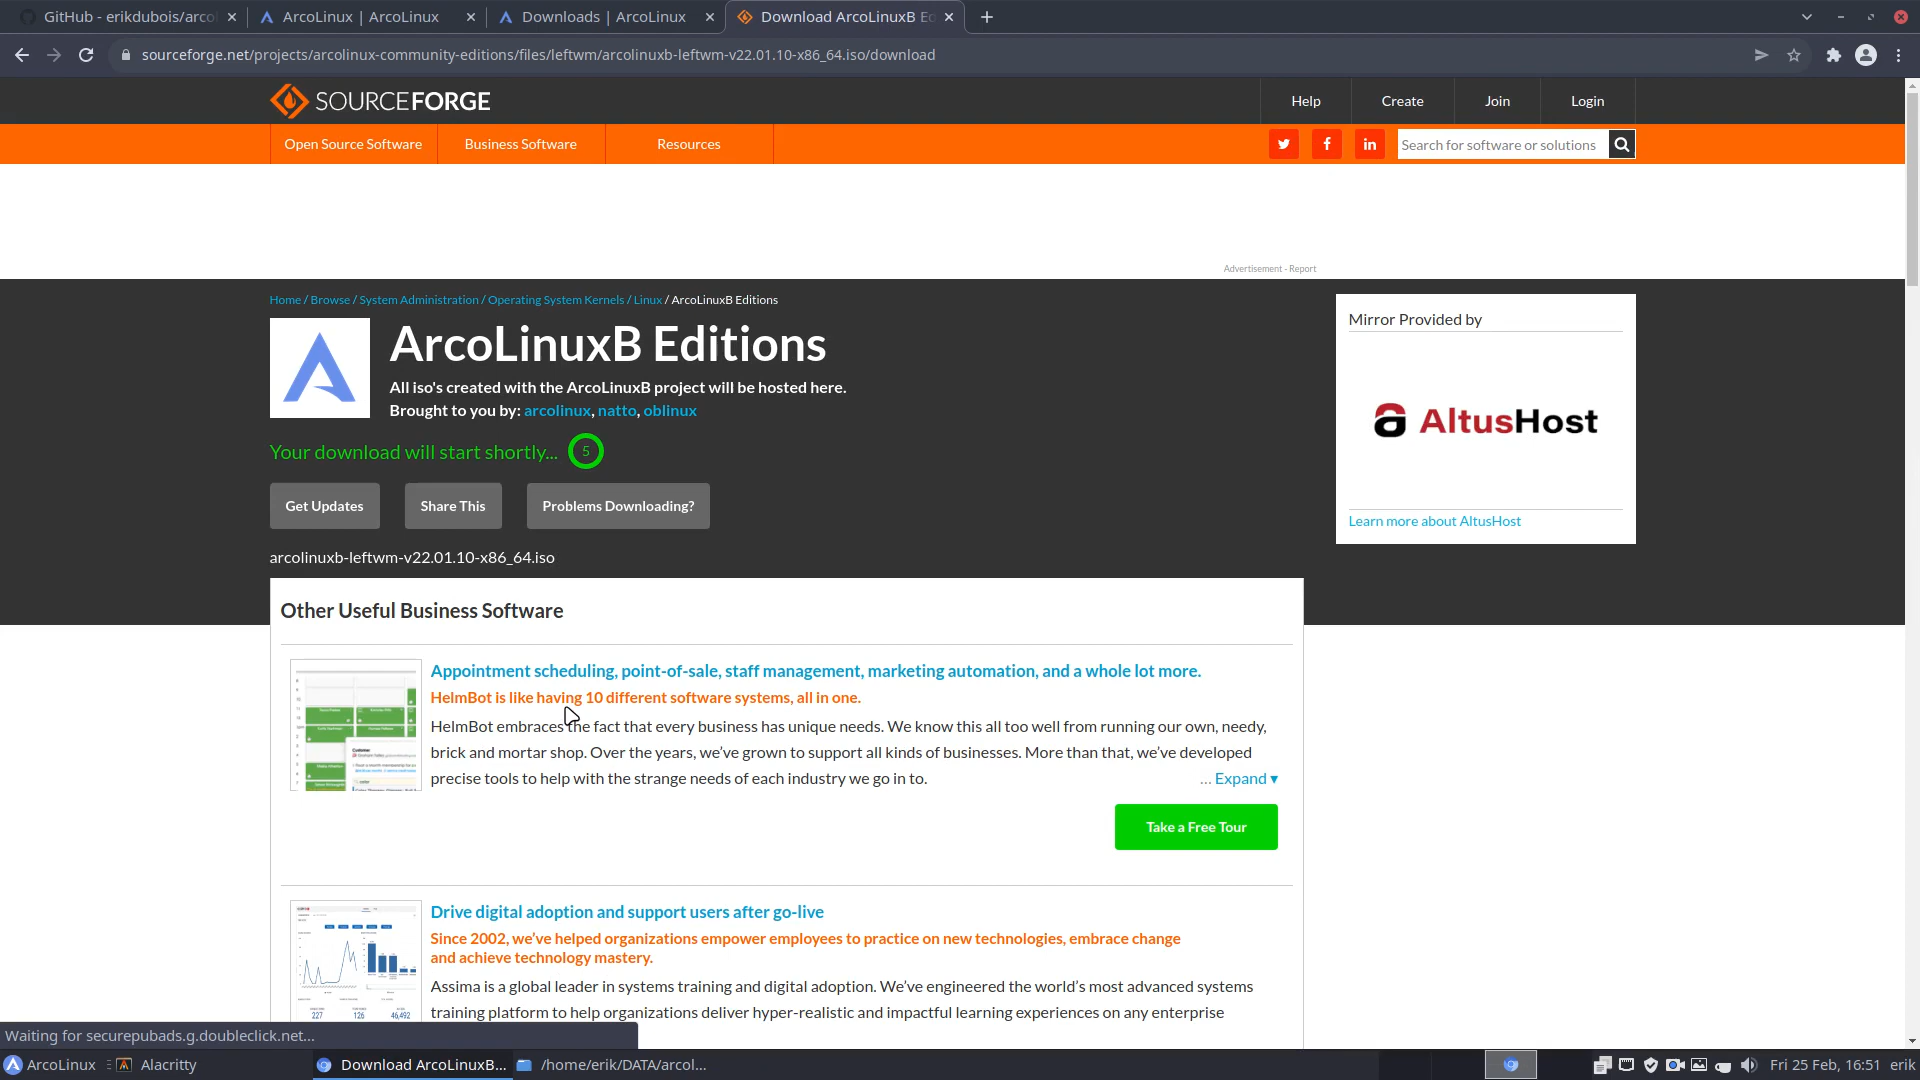 GitHub - erikdubois/arcol
ArcoLinux | ArcoLinux
Downloads | ArcoLinux
Download ArcoLinuxB Ed
sourceforge.net/projects/arcolinux-community-editions/files/leftwm/arcolinuxb-leftwm-v22.01.10-x86_64.iso/download
SOURCEFORGE
Help
Create
Join
Login
Open Source Software
Business Software
Resources
Search for software or solutions
Advertisement - Report
Home / Browse / System Administration / Operating System Kernels / Linux / ArcoLinuxB Editions
ArcoLinuxB Editions
All iso's created with the ArcoLinuxB project will be hosted here.
Brought to you by: arcolinux, natto, oblinux
Your download will start shortly... 5
Get Updates
Share This
Problems Downloading?
arcolinuxb-leftwm-v22.01.10-x86_64.iso
Mirror Provided by
AltusHost
Learn more about AltusHost
Other Useful Business Software
Appointment scheduling, point-of-sale, staff management, marketing automation, and a whole lot more.
HelmBot is like having 10 different software systems, all in one.
HelmBot embraces the fact that every business has unique needs. We know this all too well from running our own, needy,
brick and mortar shop. Over the years, we've grown to support all kinds of businesses. More than that, we've developed
precise tools to help with the strange needs of each industry we go in to.
... Expand ▾
Take a Free Tour
Drive digital adoption and support users after go-live
Since 2002, we've helped organizations empower employees to practice on new technologies, embrace change
and achieve technology mastery.
Assima is a global leader in systems training and digital adoption. We've engineered the world's most advanced systems
training platform to help organizations deliver hyper-realistic and impactful learning experiences on any enterprise
227 126 46,492
Waiting for securepubads.g.doubleclick.net...
ArcoLinux
Alacritty
Download ArcoLinuxB...
/home/erik/DATA/arcol...
Fri 25 Feb, 16:51
erik